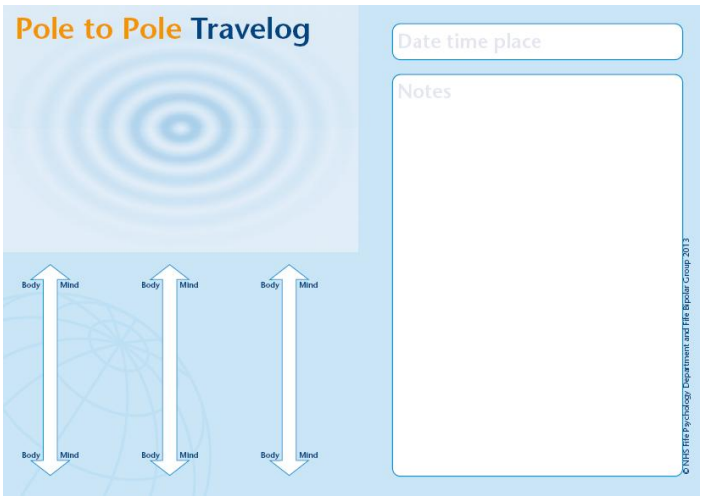 Pole to Pole Travelog
Date time place
Notes
Body Mind Body Mind Body Mind
Body Mind Body Mind Body Mind
© NHS Fife Psychology Department and Fife Bipolar Group 2013